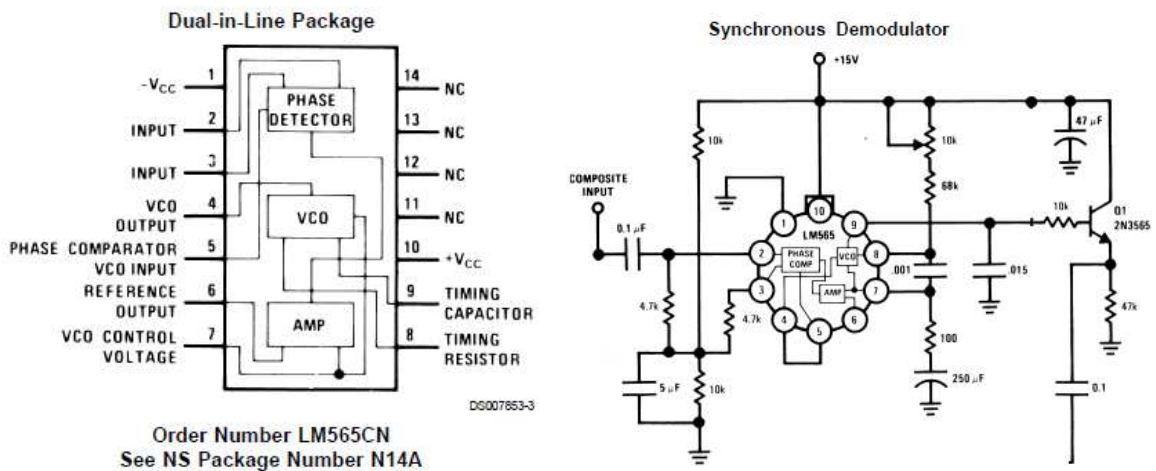 Dual-in-Line Package
1
-VCC
2
INPUT
3
INPUT
4
VCO
OUTPUT
5
PHASE COMPARATOR
VCO INPUT
6
REFERENCE
OUTPUT
7
VCO CONTROL
VOLTAGE
PHASE
DETECTOR
VCO
AMP
14
NC
13
NC
12
NC
11
NC
10
+VCC
9
TIMING
CAPACITOR
8
TIMING
RESISTOR
DS007853-3
Order Number LM565CN
See NS Package Number N14A
Synchronous Demodulator
+15V
10k
10k
47 µF
68k
COMPOSITE
INPUT
0.1 µF
1
10
9
LM565
10k
Q1
2N3565
2
PHASE
COMP
VCO
8
.001
.015
3
AMP
7
4.7k
4.7k
4
5
6
100
47k
5 µF
10k
250 µF
0.1